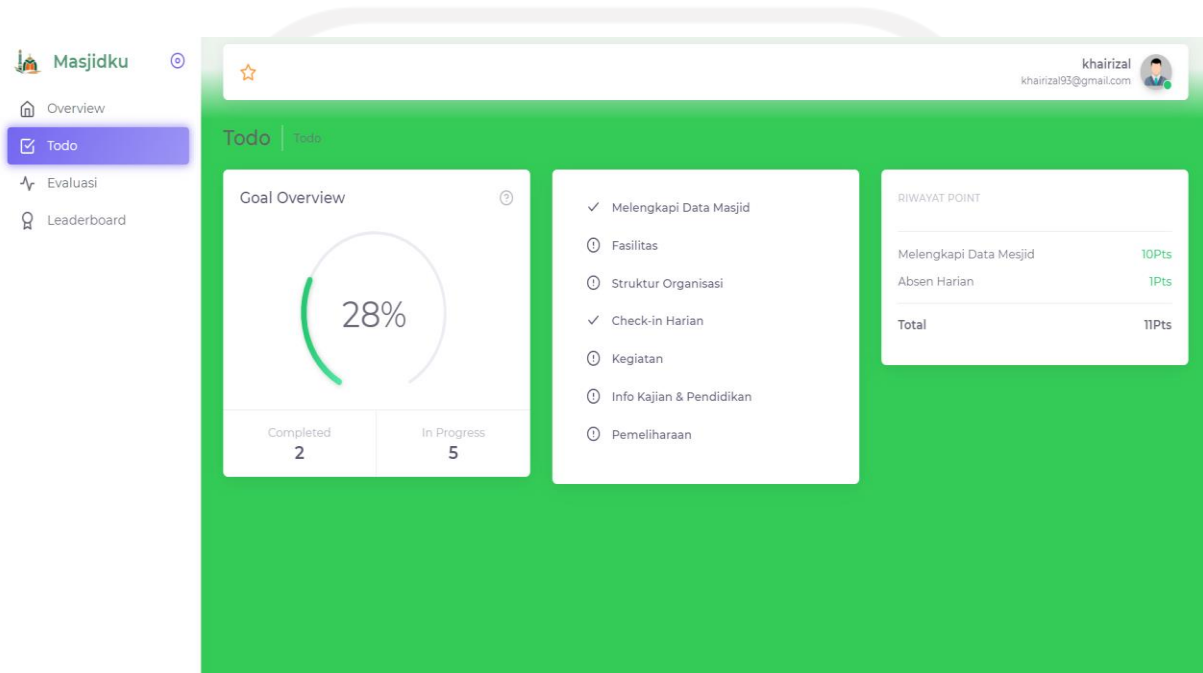 Masjidku
Overview
Todo
Evaluasi
Leaderboard
khairizal
khairizal93@gmail.com
Todo Todo
Goal Overview
28%
Completed
2
In Progress
5
Melengkapi Data Masjid
Fasilitas
Struktur Organisasi
Check-in Harian
Kegiatan
Info Kajian & Pendidikan
Pemeliharaan
RIWAYAT POINT
Melengkapi Data Mesjid 10Pts
Absen Harian 1Pts
Total 11Pts